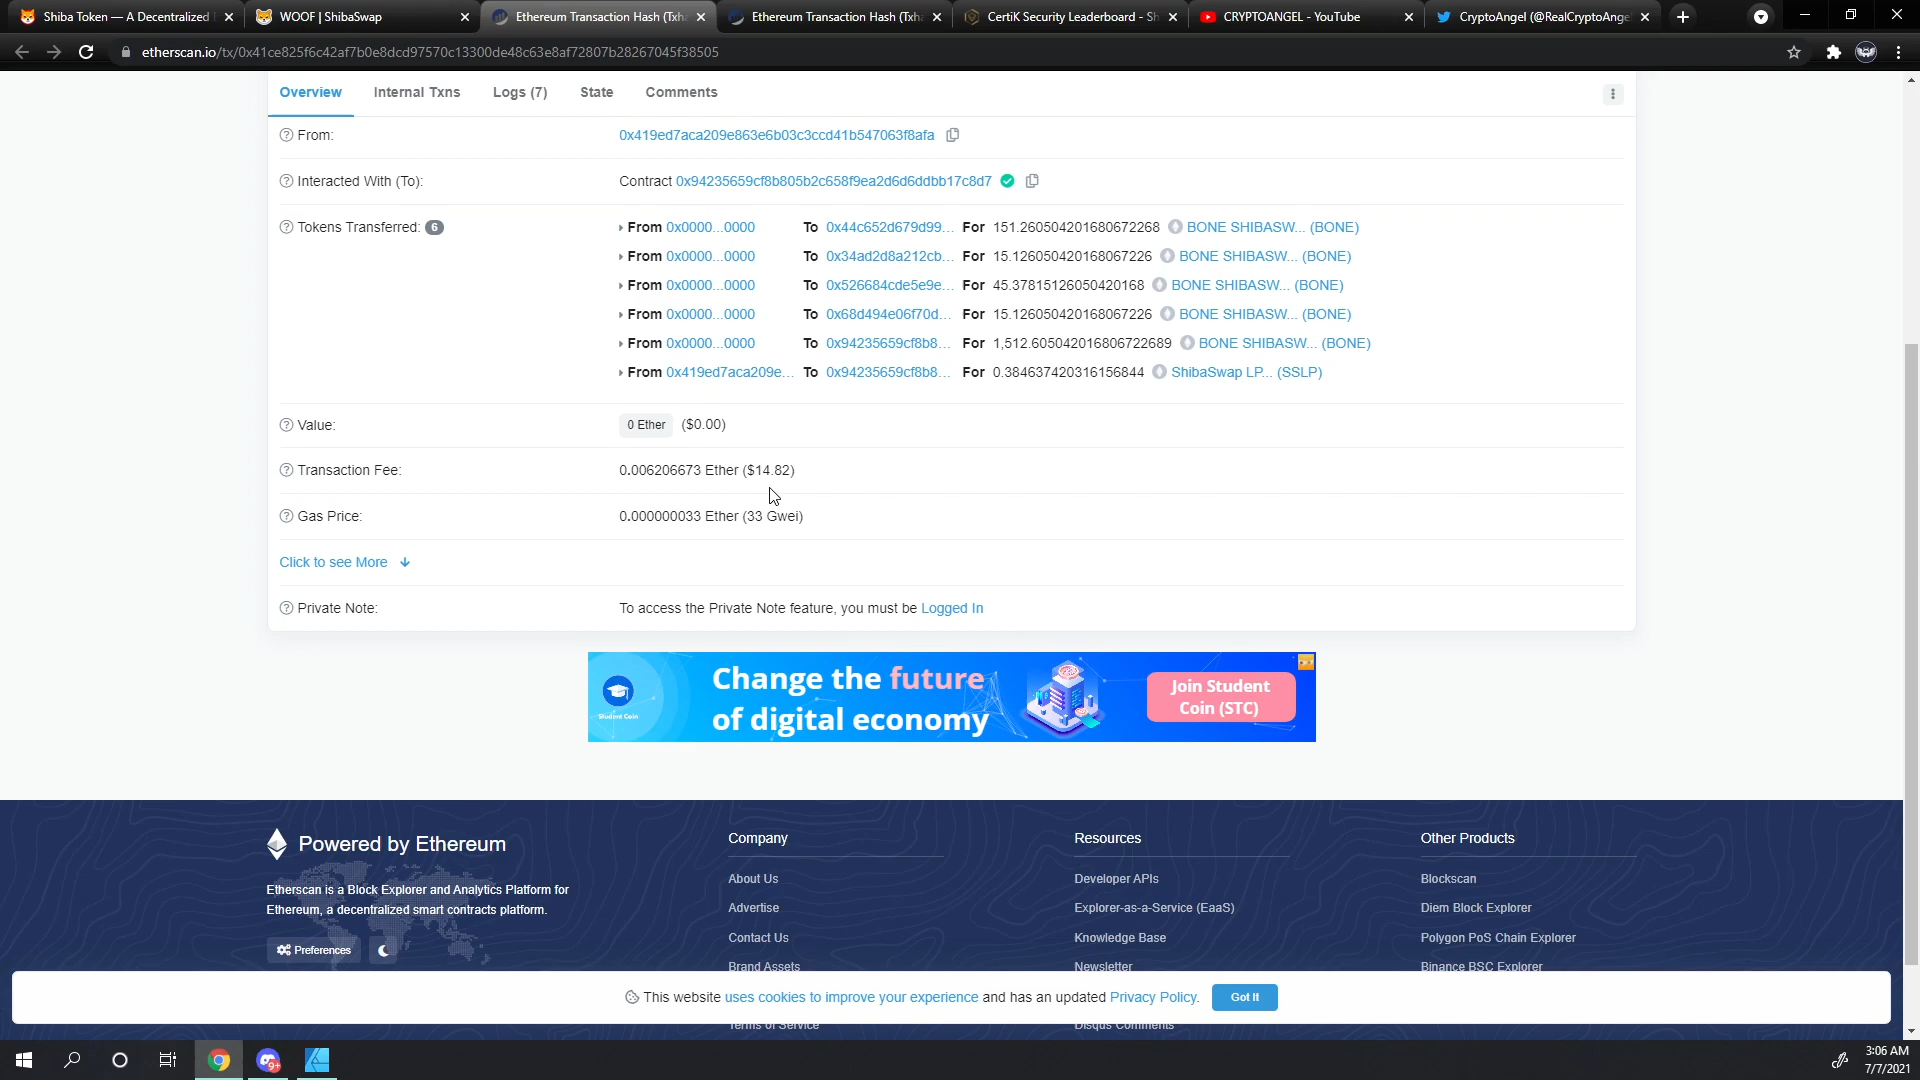 Shiba Token — A Decentralized
WOOF | ShibaSwap
Ethereum Transaction Hash (Txha
Ethereum Transaction Hash (Txha
CertiK Security Leaderboard - Sh
CRYPTOANGEL - YouTube
CryptoAngel (@RealCryptoAnge
etherscan.io/tx/0x41ce825f6c42af7b0e8dcd97570c13300de48c63e8af72807b28267045f38505
Overview Internal Txns Logs (7) State Comments
From: 0x419ed7aca209e863e6b03c3ccd41b547063f8afa
Interacted With (To): Contract 0x94235659cf8b805b2c658f9ea2d6d6ddbb17c8d7
Tokens Transferred: 6 From 0x0000...0000 To 0x44c652d679d99... For 151.260504201680672268 BONE SHIBASW... (BONE)
From 0x0000...0000 To 0x34ad2d8a212cb... For 15.126050420168067226 BONE SHIBASW... (BONE)
From 0x0000...0000 To 0x526684cde5e9e... For 45.37815126050420168 BONE SHIBASW... (BONE)
From 0x0000...0000 To 0x68d494e06f70d... For 15.126050420168067226 BONE SHIBASW... (BONE)
From 0x0000...0000 To 0x94235659cf8b8... For 1,512.605042016806722689 BONE SHIBASW... (BONE)
From 0x419ed7aca209e... To 0x94235659cf8b8... For 0.384637420316156844 ShibaSwap LP... (SSLP)
Value: 0 Ether ($0.00)
Transaction Fee: 0.006206673 Ether ($14.82)
Gas Price: 0.000000033 Ether (33 Gwei)
Click to see More
Private Note: To access the Private Note feature, you must be Logged In
Student Coin
Change the future
of digital economy
Join Student
Coin (STC)
Powered by Ethereum
Etherscan is a Block Explorer and Analytics Platform for
Ethereum, a decentralized smart contracts platform.
Preferences
Company
About Us
Advertise
Contact Us
Brand Assets
Terms of Service
Resources
Developer APIs
Explorer-as-a-Service (EaaS)
Knowledge Base
Newsletter
Disqus Comments
Other Products
Blockscan
Diem Block Explorer
Polygon PoS Chain Explorer
Binance BSC Explorer
This website uses cookies to improve your experience and has an updated Privacy Policy. Got It
9+
3:06 AM
7/7/2021